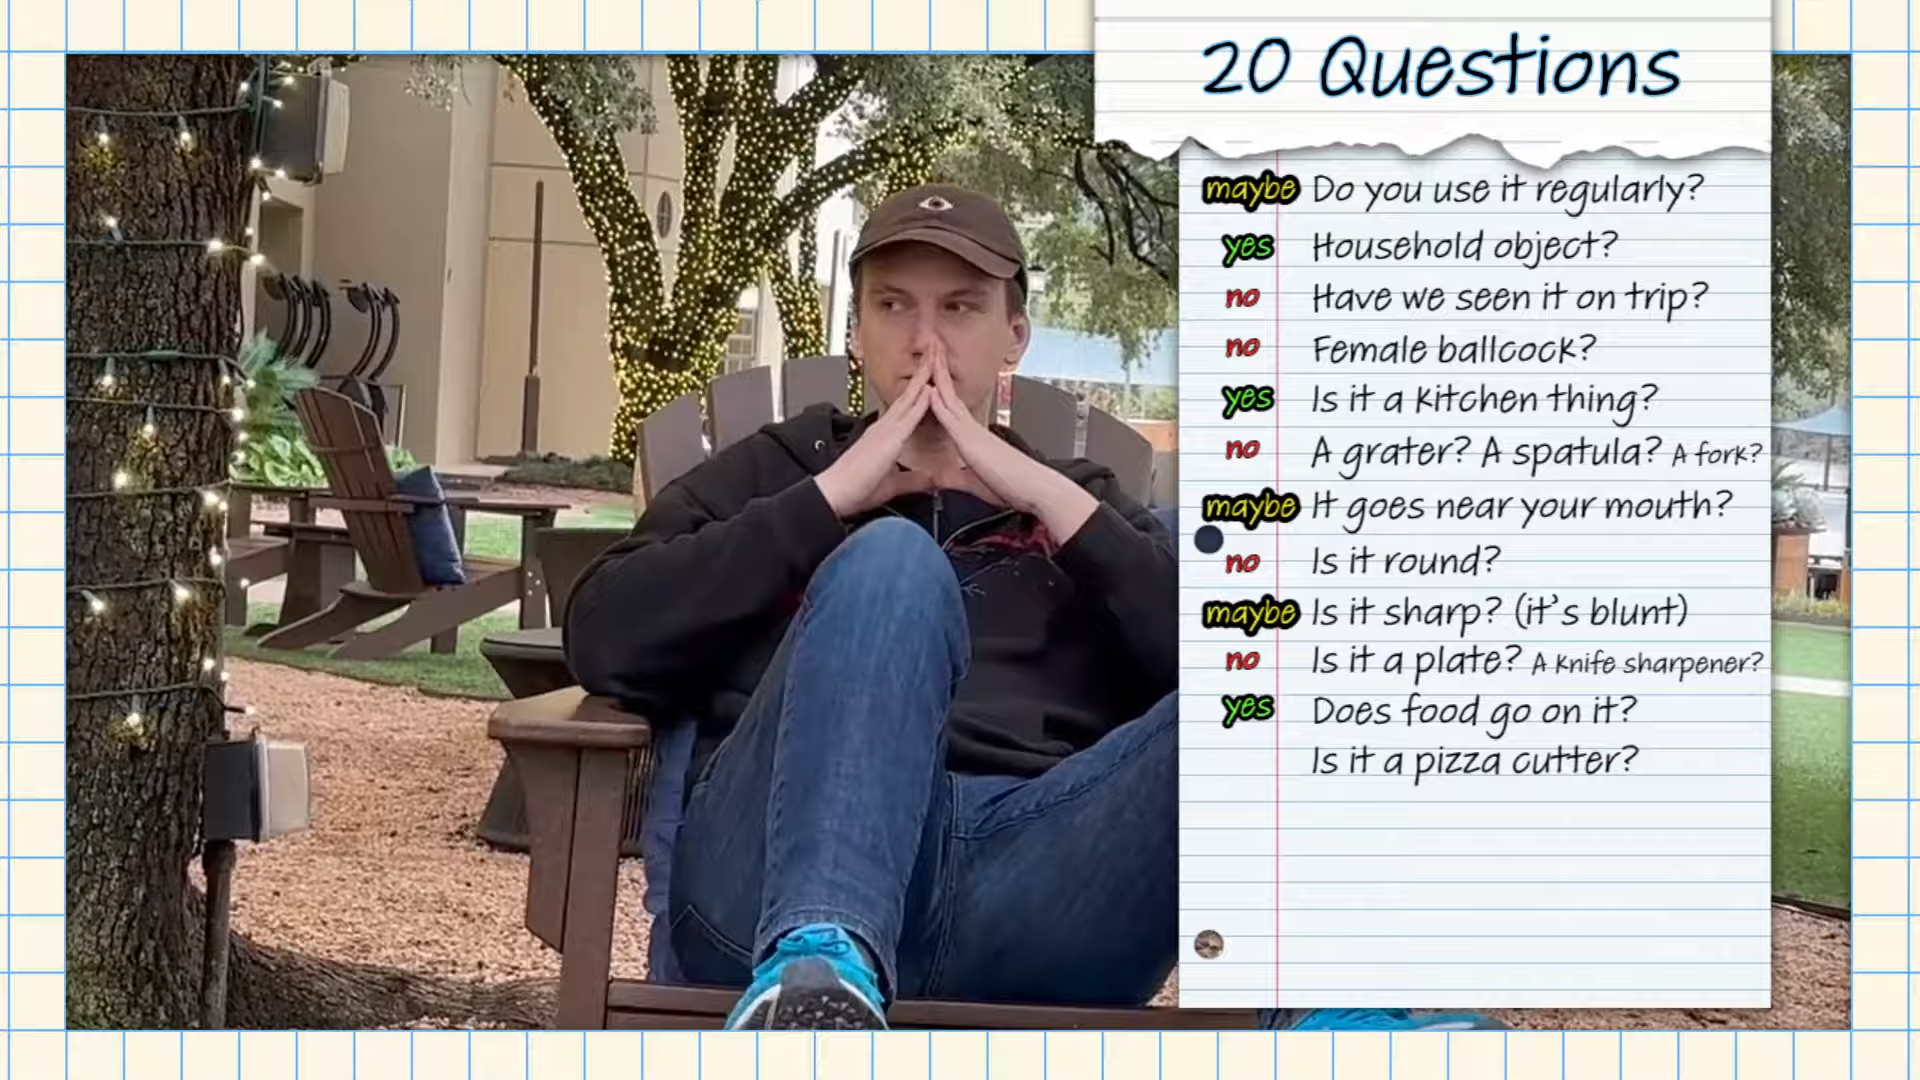 20 Questions
maybe Do you use it regularly?
yes Household object?
no Have we seen it on trip?
no Female ballcock?
yes Is it a kitchen thing?
no A grater? A spatula? A fork?
maybe It goes near your mouth?
no Is it round?
maybe Is it sharp? (it's blunt)
no Is it a plate? A knife sharpener?
yes Does food go on it?
Is it a pizza cutter?